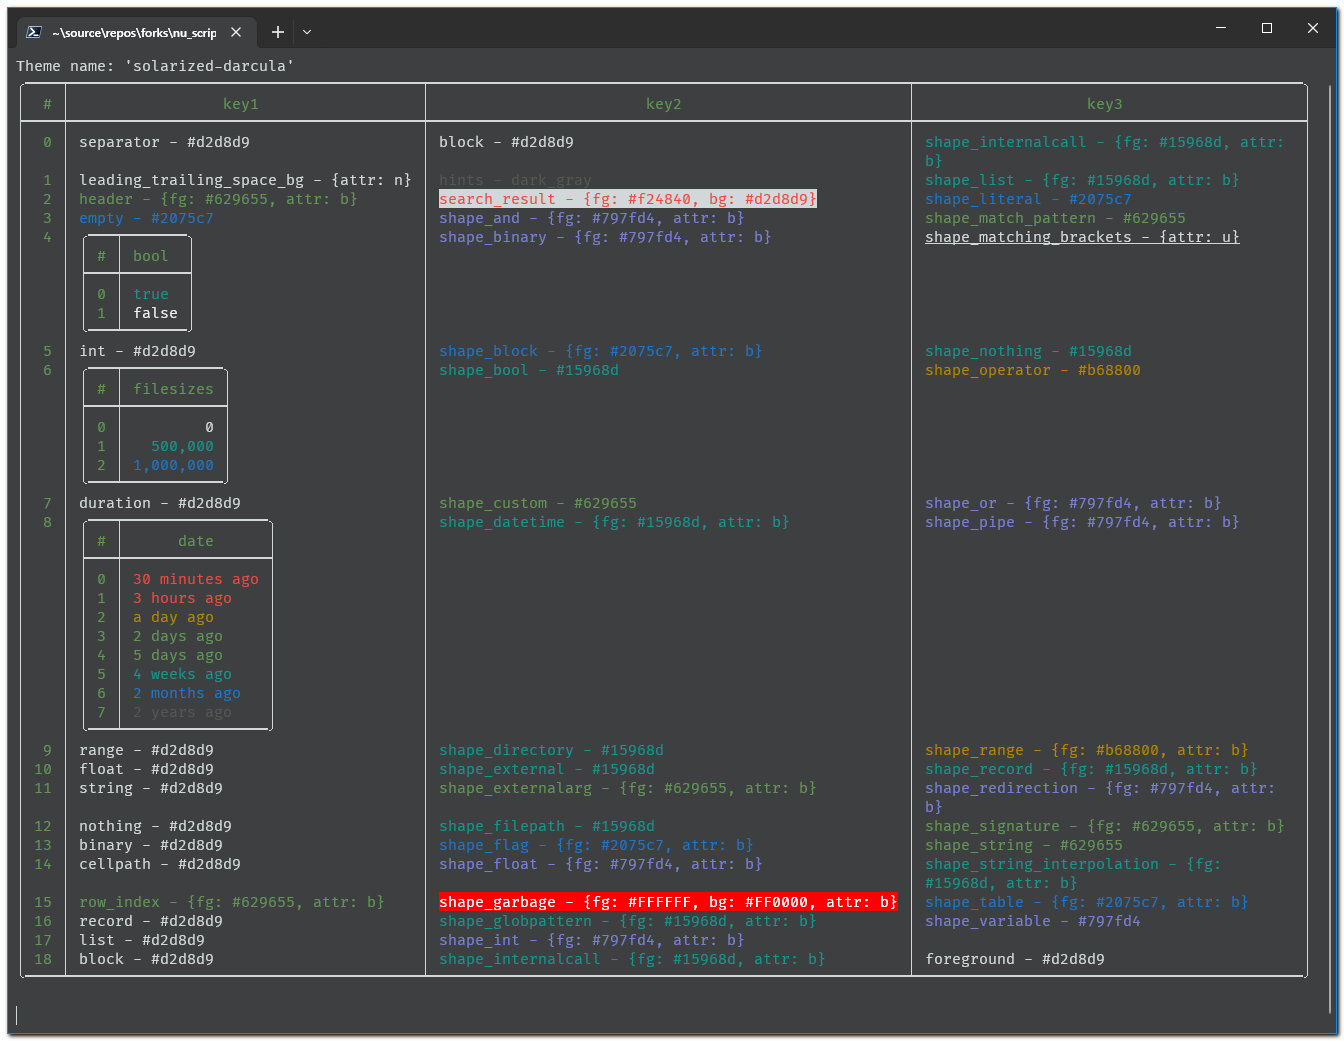 ~\source\repos\forks\nu_scrip
Theme name: 'solarized-darcula'
# key1 key2 key3
0 separator - #d2d8d9 block - #d2d8d9 shape_internalcall - {fg: #15968d, attr:
b}
1 leading_trailing_space_bg - {attr: n} hints - dark_gray shape_list - {fg: #15968d, attr: b}
2 header - {fg: #629655, attr: b} search_result - {fg: #f24840, bg: #d2d8d9} shape_literal - #2075c7
3 empty - #2075c7 shape_and - {fg: #797fd4, attr: b} shape_match_pattern - #629655
4 shape_binary - {fg: #797fd4, attr: b} shape_matching_brackets - {attr: u}
# bool
0 true
1 false
5 int - #d2d8d9 shape_block - {fg: #2075c7, attr: b} shape_nothing - #15968d
6 shape_bool - #15968d shape_operator - #b68800
# filesizes
0 0
1 500,000
2 1,000,000
7 duration - #d2d8d9 shape_custom - #629655 shape_or - {fg: #797fd4, attr: b}
8 shape_datetime - {fg: #15968d, attr: b} shape_pipe - {fg: #797fd4, attr: b}
# date
0 30 minutes ago
1 3 hours ago
2 a day ago
3 2 days ago
4 5 days ago
5 4 weeks ago
6 2 months ago
7 2 years ago
9 range - #d2d8d9 shape_directory - #15968d shape_range - {fg: #b68800, attr: b}
10 float - #d2d8d9 shape_external - #15968d shape_record - {fg: #15968d, attr: b}
11 string - #d2d8d9 shape_externalarg - {fg: #629655, attr: b} shape_redirection - {fg: #797fd4, attr:
b}
12 nothing - #d2d8d9 shape_filepath - #15968d shape_signature - {fg: #629655, attr: b}
13 binary - #d2d8d9 shape_flag - {fg: #2075c7, attr: b} shape_string - #629655
14 cellpath - #d2d8d9 shape_float - {fg: #797fd4, attr: b} shape_string_interpolation - {fg:
#15968d, attr: b}
15 row_index - {fg: #629655, attr: b} shape_garbage - {fg: #FFFFFF, bg: #FF0000, attr: b} shape_table - {fg: #2075c7, attr: b}
16 record - #d2d8d9 shape_globpattern - {fg: #15968d, attr: b} shape_variable - #797fd4
17 list - #d2d8d9 shape_int - {fg: #797fd4, attr: b}
18 block - #d2d8d9 shape_internalcall - {fg: #15968d, attr: b} foreground - #d2d8d9